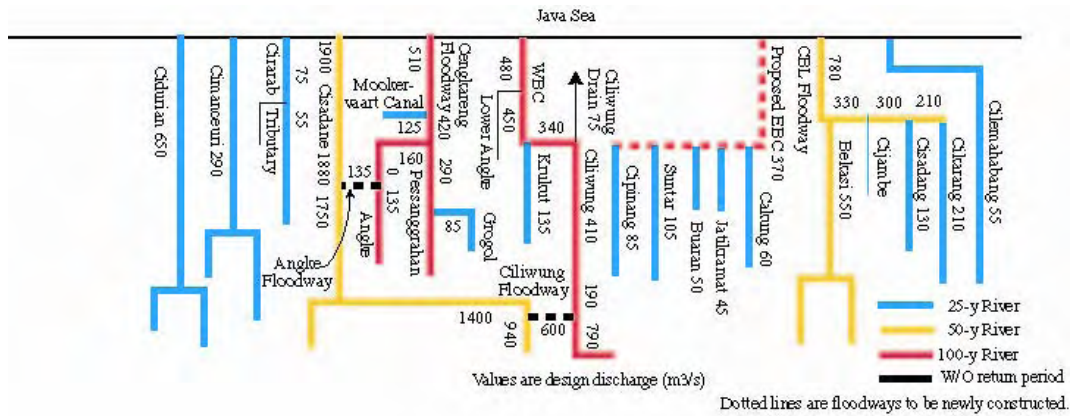 Java Sea
Cidurian 650
Cimanceuri 290
Cirarab 75
Tributary 55
1900 Cisadane 1880 1750
510
Cengkareng
Floodway 420 290
Mooker-
vaart Canal
125
160 Pessanggrahan
0 135
135
Angke
Angke
Floodway
85
Grogol
480 WBC
450
Lower Angke
340
Krukut 135
Ciliwung
Drain 75
Ciliwung 410 190 790
Ciliwung
Floodway
600
1400
940
Cipinang 85
Suntar 105
Buaran 50
Jatikramat 45
Cakung 60
Proposed EBC 370
CBL Floodway
780
330
300
210
Bekasi 550
Cijambe
Cisadang 130
Cikarang 210
Cilemahabang 55
25-y River
50-y River
100-y River
W/O return period
Values are design discharge (m3/s)
Dotted lines are floodways to be newly constructed.